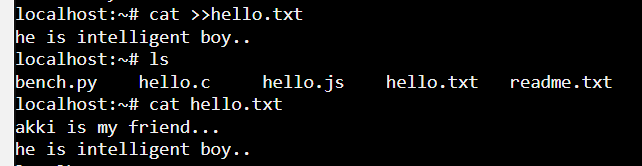 localhost:~# cat >>hello.txt
he is intelligent boy..
localhost:~# ls
bench.py    hello.c     hello.js    hello.txt   readme.txt
localhost:~# cat hello.txt
akki is my friend...
he is intelligent boy..